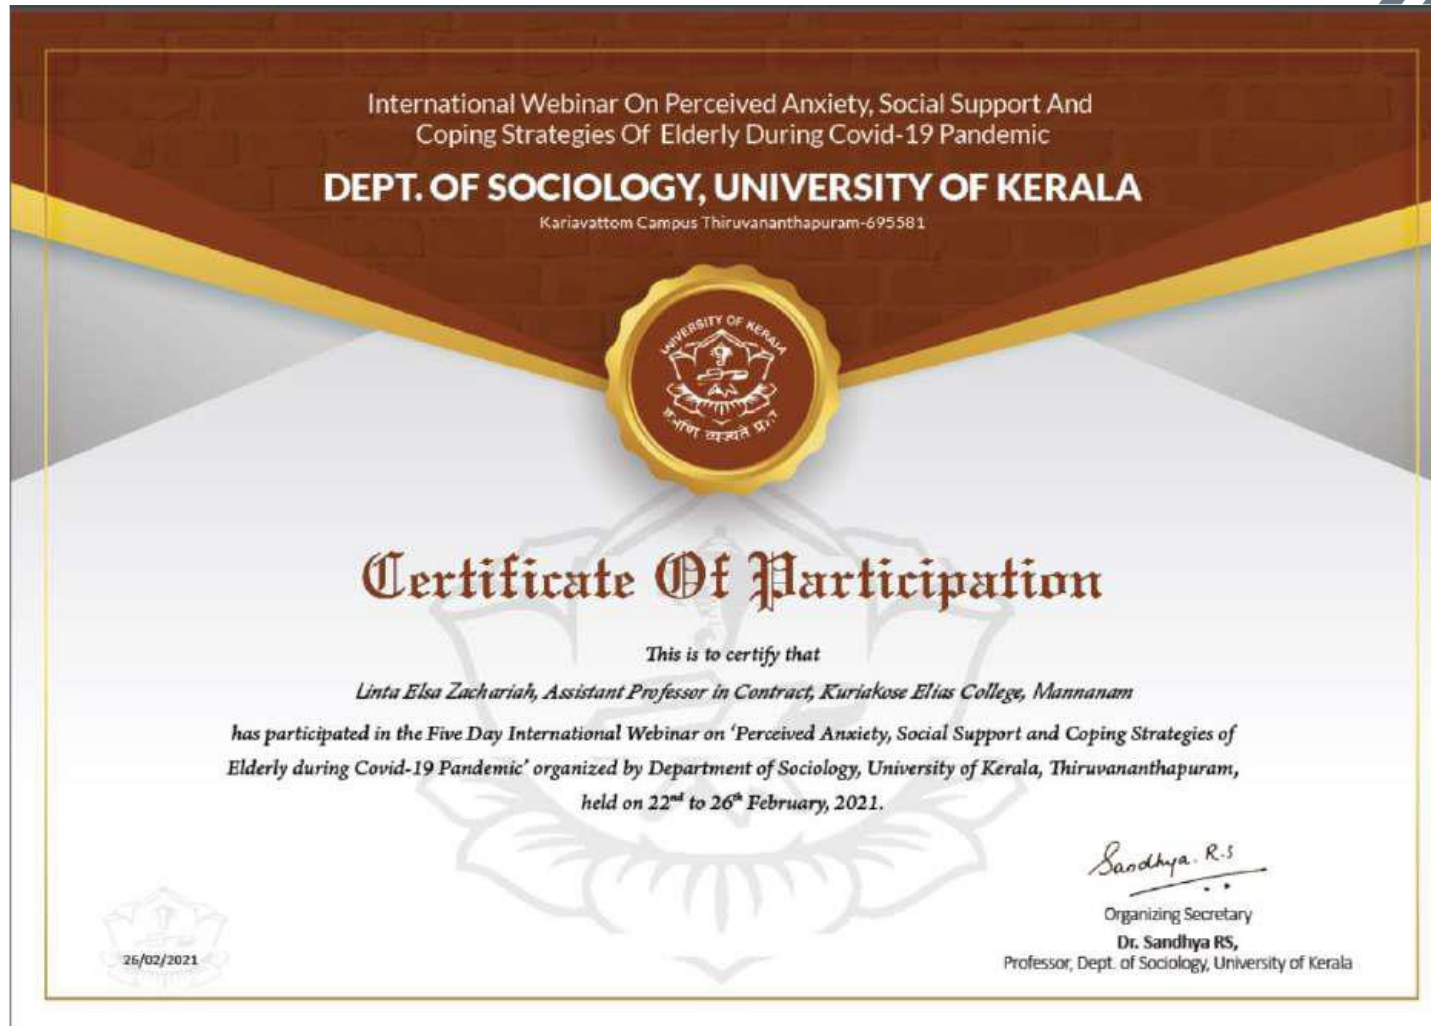 International Webinar On Perceived Anxiety, Social Support And
Coping Strategies Of Elderly During Covid-19 Pandemic
DEPT. OF SOCIOLOGY, UNIVERSITY OF KERALA
Kariavattom Campus Thiruvananthapuram-695581
UNIVERSITY OF KERALA
व्यज्यते
Certificate Of Participation
This is to certify that
Linta Elsa Zachariah, Assistant Professor in Contract, Kuriakose Elias College, Mannanam
has participated in the Five Day International Webinar on ‘Perceived Anxiety, Social Support and Coping Strategies of
Elderly during Covid-19 Pandemic’ organized by Department of Sociology, University of Kerala, Thiruvananthapuram,
held on 22nd to 26th February, 2021.
Sandhya. R.S
Organizing Secretary
Dr. Sandhya RS,
Professor, Dept. of Sociology, University of Kerala
26/02/2021